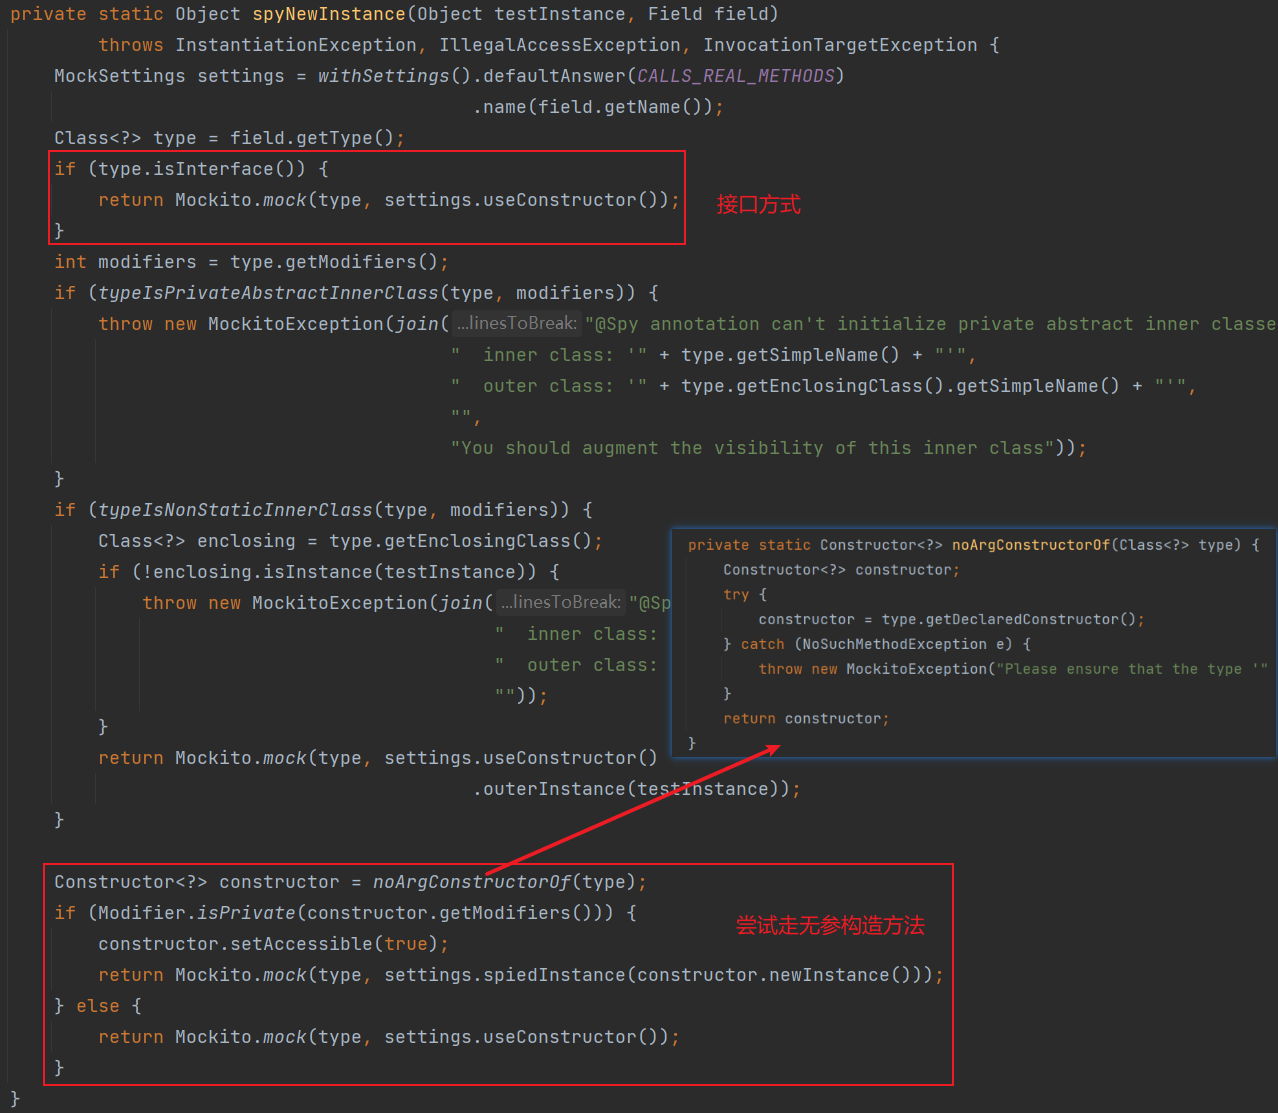 private static Object spyNewInstance(Object testInstance, Field field)
        throws InstantiationException, IllegalAccessException, InvocationTargetException {
    MockSettings settings = withSettings().defaultAnswer(CALLS_REAL_METHODS)
                                          .name(field.getName());
    Class<?> type = field.getType();
    if (type.isInterface()) {
        return Mockito.mock(type, settings.useConstructor());
接口方式
    }
    int modifiers = type.getModifiers();
    if (typeIsPrivateAbstractInnerClass(type, modifiers)) {
        throw new MockitoException(join( ...linesToBreak: "@Spy annotation can't initialize private abstract inner classe
                                        "  inner class: '" + type.getSimpleName() + "'",
                                        "  outer class: '" + type.getEnclosingClass().getSimpleName() + "'",
                                        "",
                                        "You should augment the visibility of this inner class"));
    }
    if (typeIsNonStaticInnerClass(type, modifiers)) {
        Class<?> enclosing = type.getEnclosingClass();
        if (!enclosing.isInstance(testInstance)) {
            throw new MockitoException(join( ...linesToBreak: "@Sp
                                            "  inner class:
                                            "  outer class:
                                            ""));
        }
        return Mockito.mock(type, settings.useConstructor()
                                          .outerInstance(testInstance));
    }
private static Constructor<?> noArgConstructorOf(Class<?> type) {
    Constructor<?> constructor;
    try {
        constructor = type.getDeclaredConstructor();
    } catch (NoSuchMethodException e) {
        throw new MockitoException("Please ensure that the type '"
    }
    return constructor;
}
    Constructor<?> constructor = noArgConstructorOf(type);
    if (Modifier.isPrivate(constructor.getModifiers())) {
尝试走无参构造方法
        constructor.setAccessible(true);
        return Mockito.mock(type, settings.spiedInstance(constructor.newInstance()));
    } else {
        return Mockito.mock(type, settings.useConstructor());
    }
}